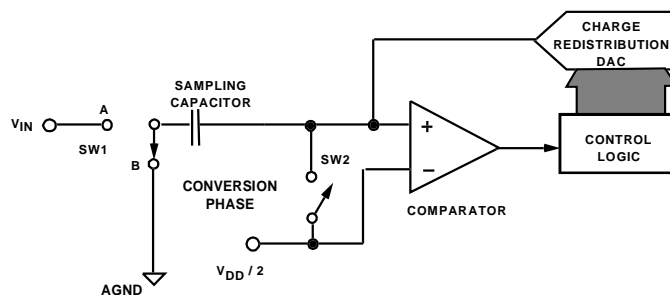 CHARGE
REDISTRIBUTION
DAC
SAMPLING
CAPACITOR
A
VIN
SW1
+
SW2
B
–
CONTROL
LOGIC
CONVERSION
PHASE
COMPARATOR
VDD / 2
AGND